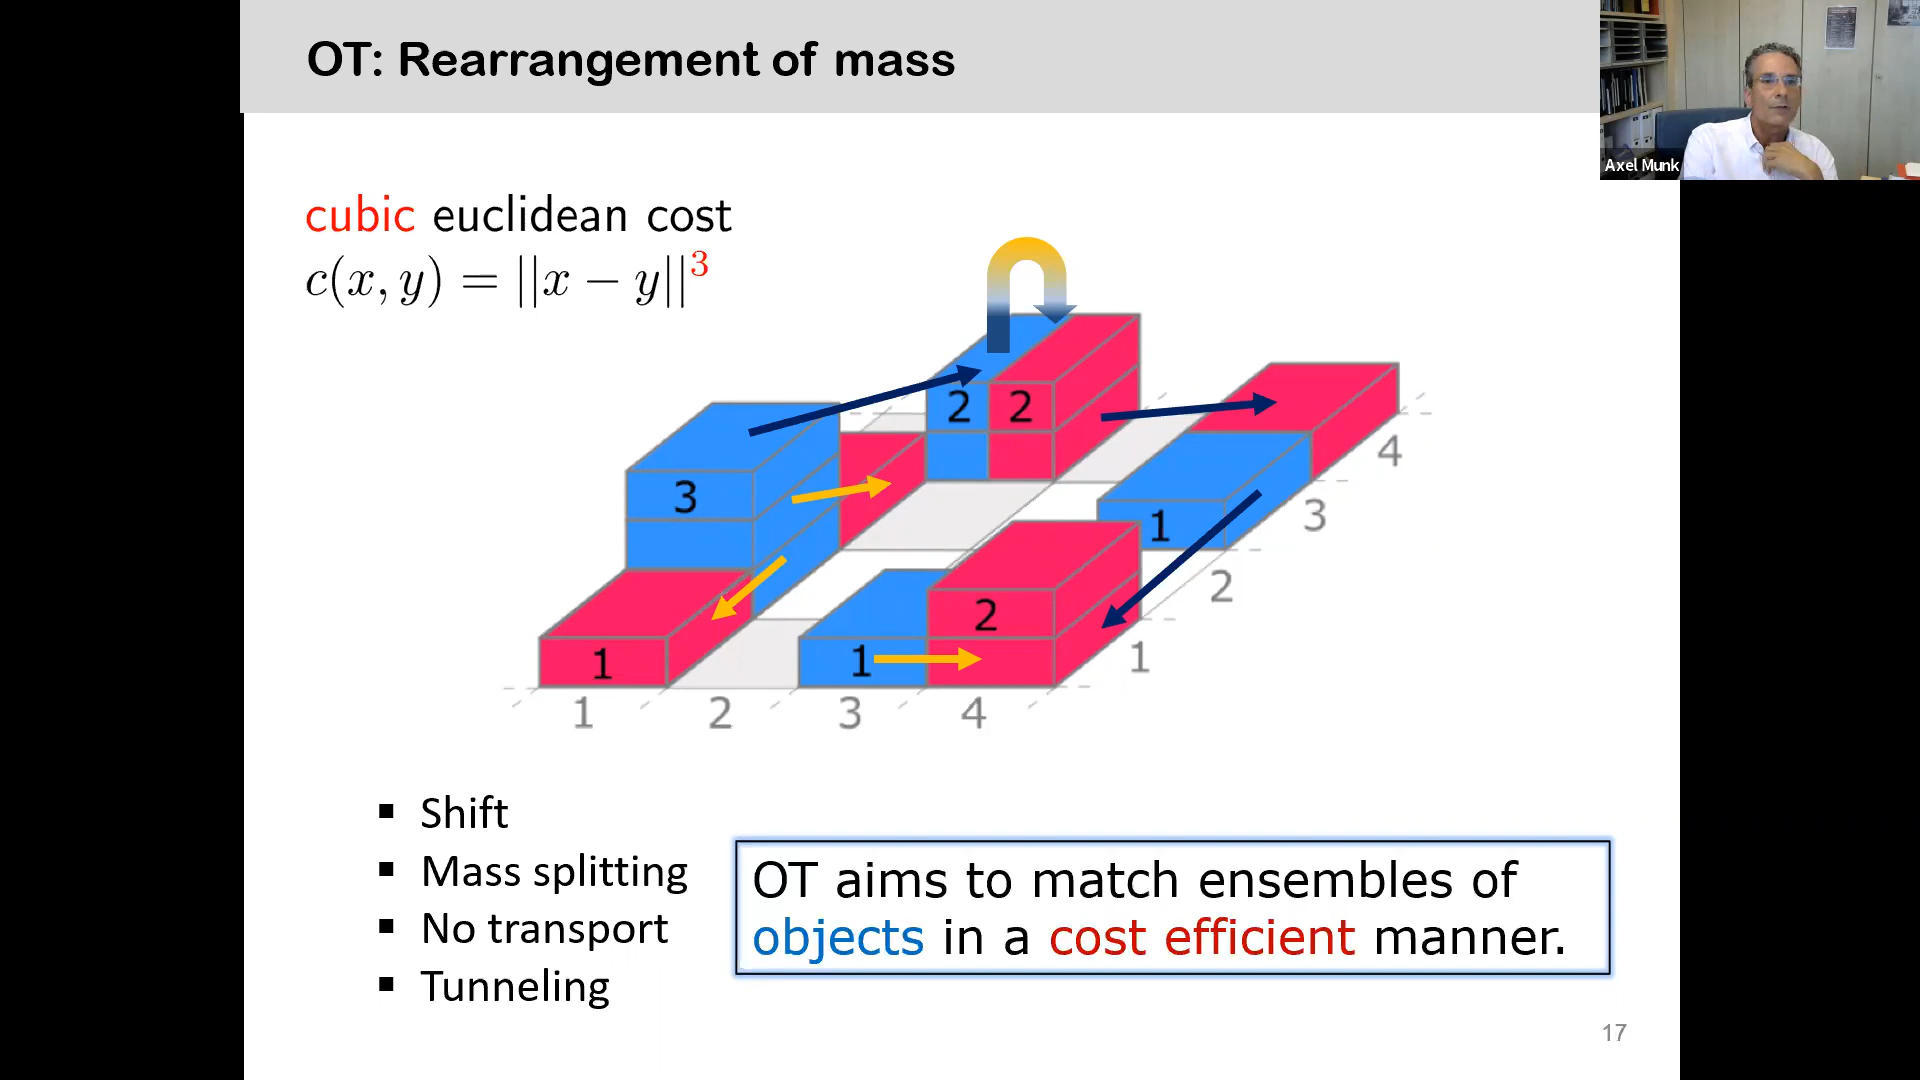 OT: Rearrangement of mass
Axel Munk
cubic euclidean cost
c(x, y) = ||x − y||³
2 2
3
4
3
1
2
2
1
1
1
1 2 3 4
▪ Shift
▪ Mass splitting
▪ No transport
▪ Tunneling
OT aims to match ensembles of
objects in a cost efficient manner.
17